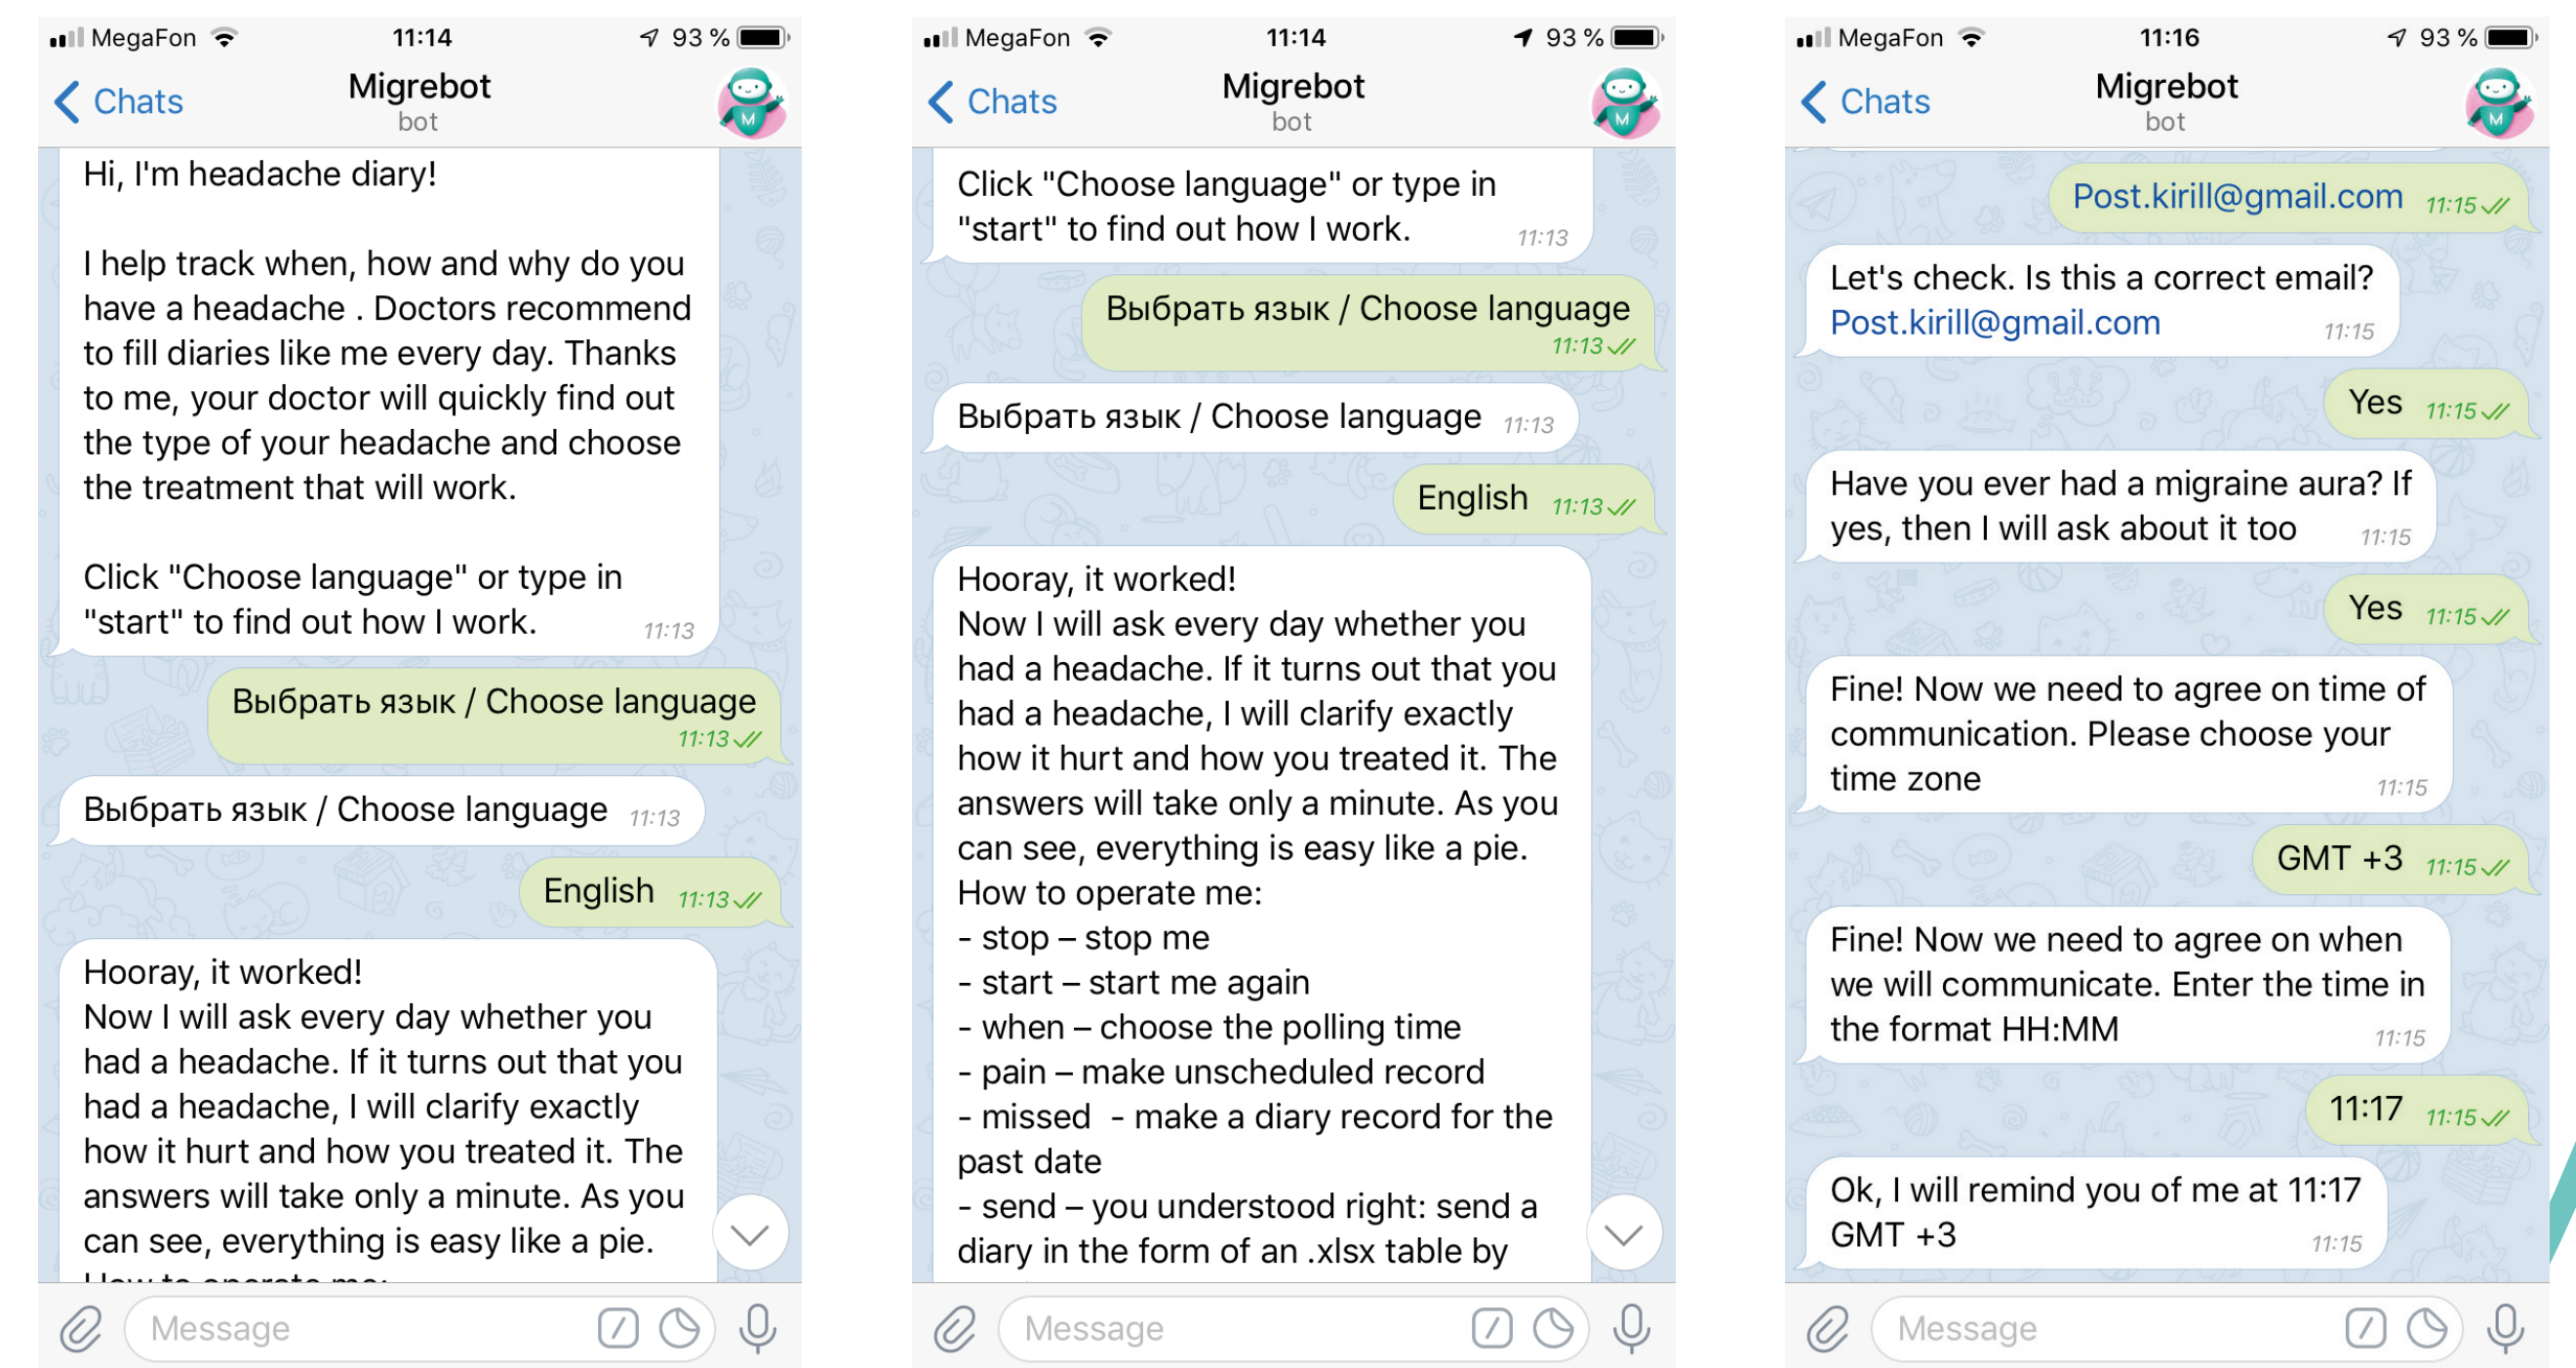 MegaFon 11:14 93 %
Chats Migrebot
bot
Hi, I'm headache diary!
I help track when, how and why do you
have a headache . Doctors recommend
to fill diaries like me every day. Thanks
to me, your doctor will quickly find out
the type of your headache and choose
the treatment that will work.
Click "Choose language" or type in
"start" to find out how I work. 11:13
Выбрать язык / Choose language
11:13
Выбрать язык / Choose language 11:13
English 11:13
Hooray, it worked!
Now I will ask every day whether you
had a headache. If it turns out that you
had a headache, I will clarify exactly
how it hurt and how you treated it. The
answers will take only a minute. As you
can see, everything is easy like a pie.
How to operate me:
Message
MegaFon 11:14 93 %
Chats Migrebot
bot
Click "Choose language" or type in
"start" to find out how I work. 11:13
Выбрать язык / Choose language
11:13
Выбрать язык / Choose language 11:13
English 11:13
Hooray, it worked!
Now I will ask every day whether you
had a headache. If it turns out that you
had a headache, I will clarify exactly
how it hurt and how you treated it. The
answers will take only a minute. As you
can see, everything is easy like a pie.
How to operate me:
- stop – stop me
- start – start me again
- when – choose the polling time
- pain – make unscheduled record
- missed  - make a diary record for the
past date
- send – you understood right: send a
diary in the form of an .xlsx table by
Message
MegaFon 11:16 93 %
Chats Migrebot
bot
Post.kirill@gmail.com 11:15
Let's check. Is this a correct email?
Post.kirill@gmail.com 11:15
Yes 11:15
Have you ever had a migraine aura? If
yes, then I will ask about it too 11:15
Yes 11:15
Fine! Now we need to agree on time of
communication. Please choose your
time zone 11:15
GMT +3 11:15
Fine! Now we need to agree on when
we will communicate. Enter the time in
the format HH:MM 11:15
11:17 11:15
Ok, I will remind you of me at 11:17
GMT +3 11:15
Message